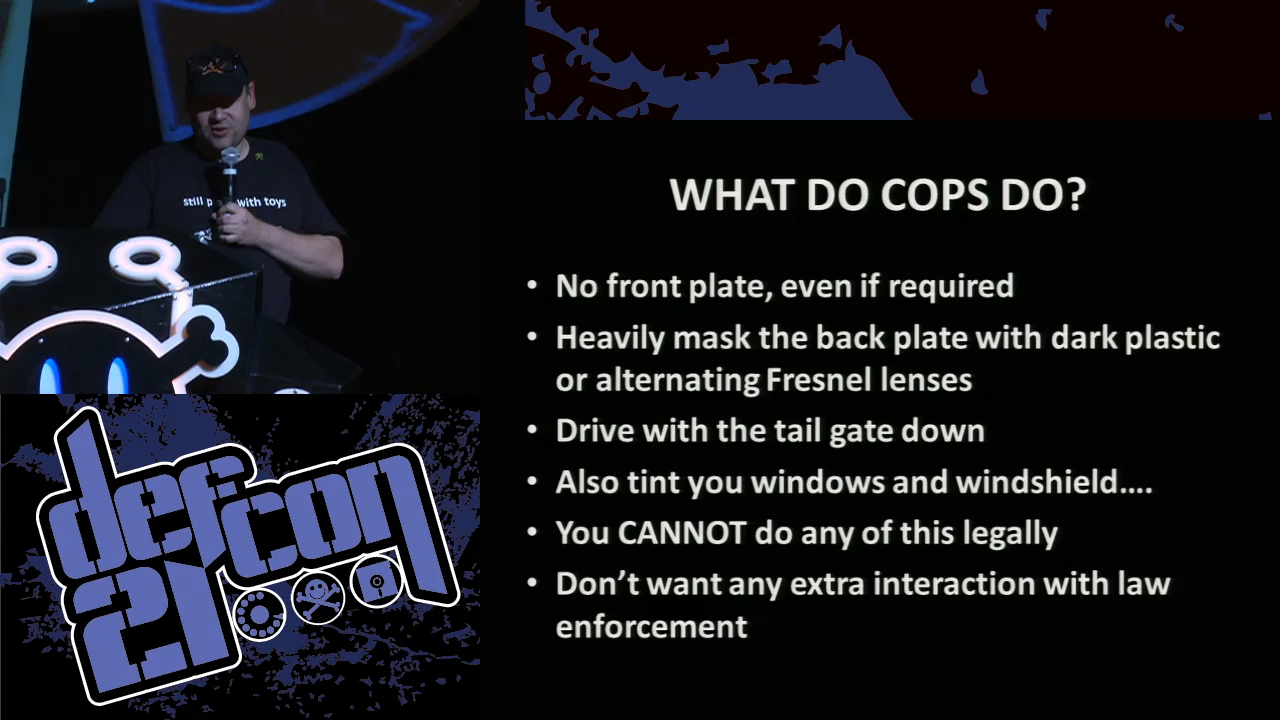 still with toys
WHAT DO COPS DO?
• No front plate, even if required
• Heavily mask the back plate with dark plastic
or alternating Fresnel lenses
• Drive with the tail gate down
• Also tint you windows and windshield....
• You CANNOT do any of this legally
• Don't want any extra interaction with law
enforcement
defcon
21